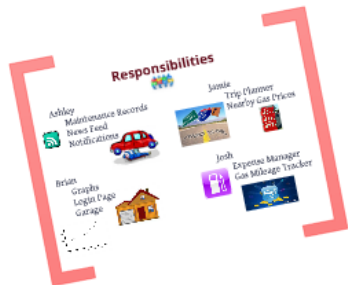 Responsibilities
Ashley
Maintenance Records
News Feed
Notifications
Jamie
Trip Planner
Nearby Gas Prices
Brian
Graphs
Login Page
Garage
Josh
Expense Manager
Gas Mileage Tracker